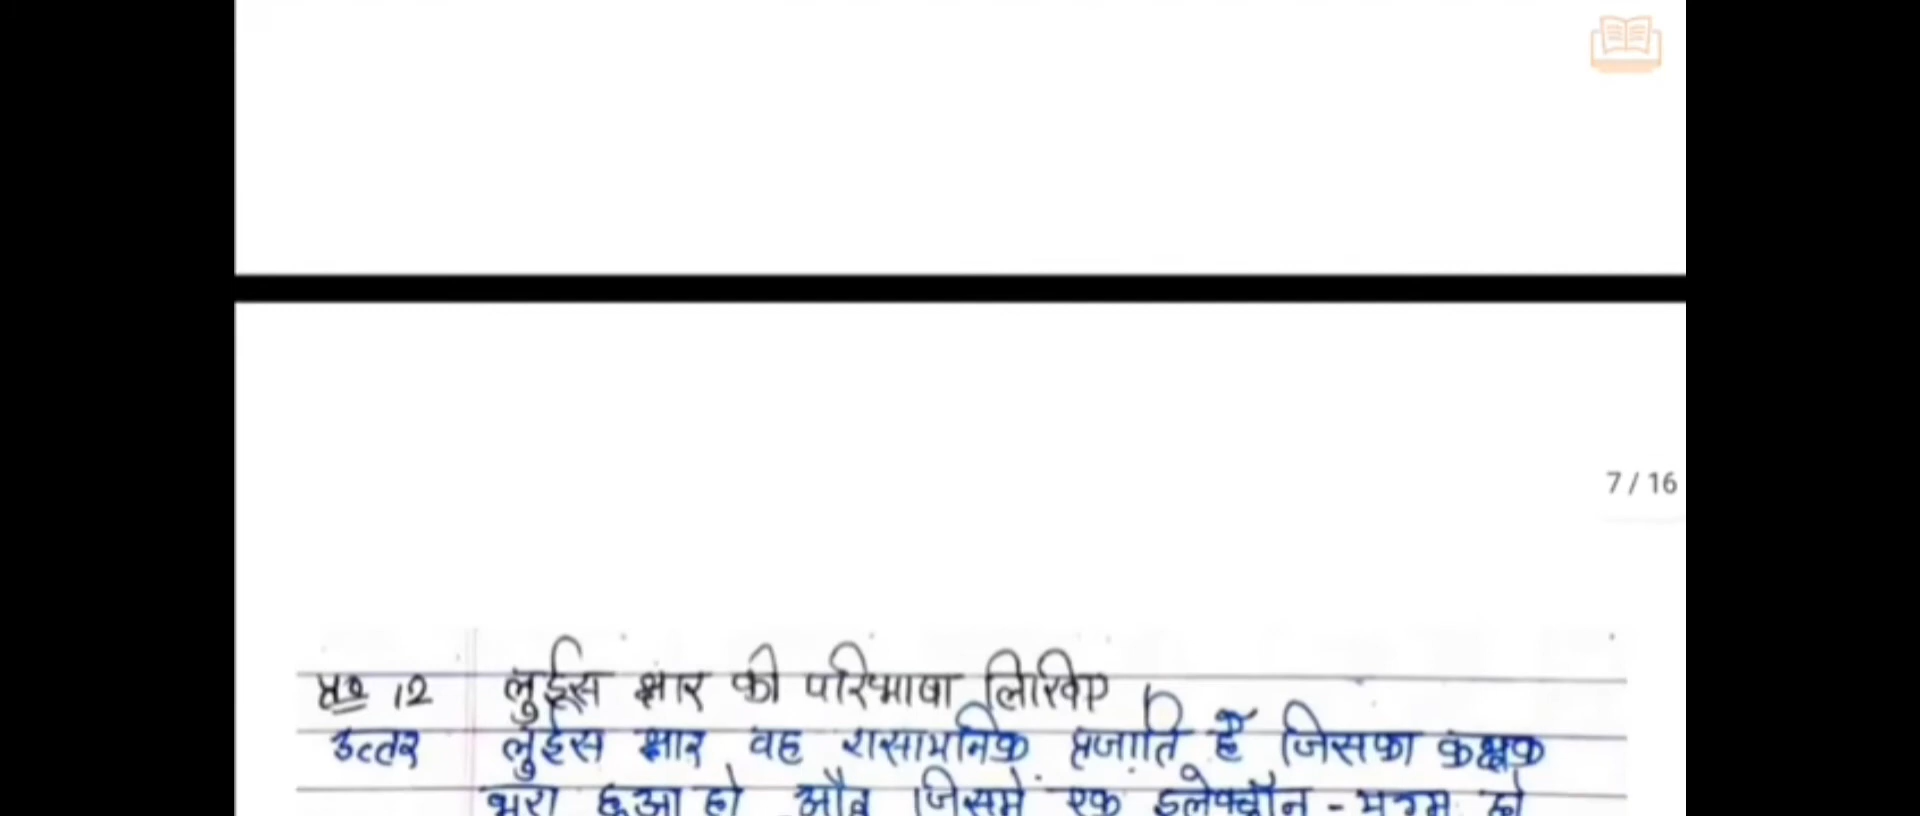 7 / 16
प्र० 12 लुईस क्षार की परिभाषा लिखिए
उत्तर लुईस क्षार वह रासायनिक प्रजाति है जिसका कक्षक
भरा हुआ हो और जिसमें एक इलेक्ट्रॉन - युग्म हो